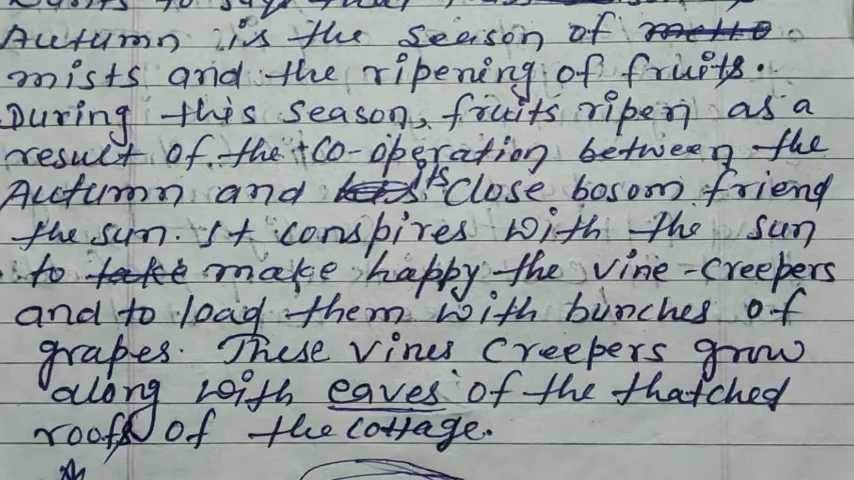 Autumn is the season of
mists and the ripening of fruits.
During this season, fruits ripen as a
result of the co-operation between the
Autumn and its close bosom friend
the sun. It conspires with the sun
to make happy the vine-creepers
and to load them with bunches of
grapes. These vines creepers grow
along with eaves of the thatched
roofs of the cottage.